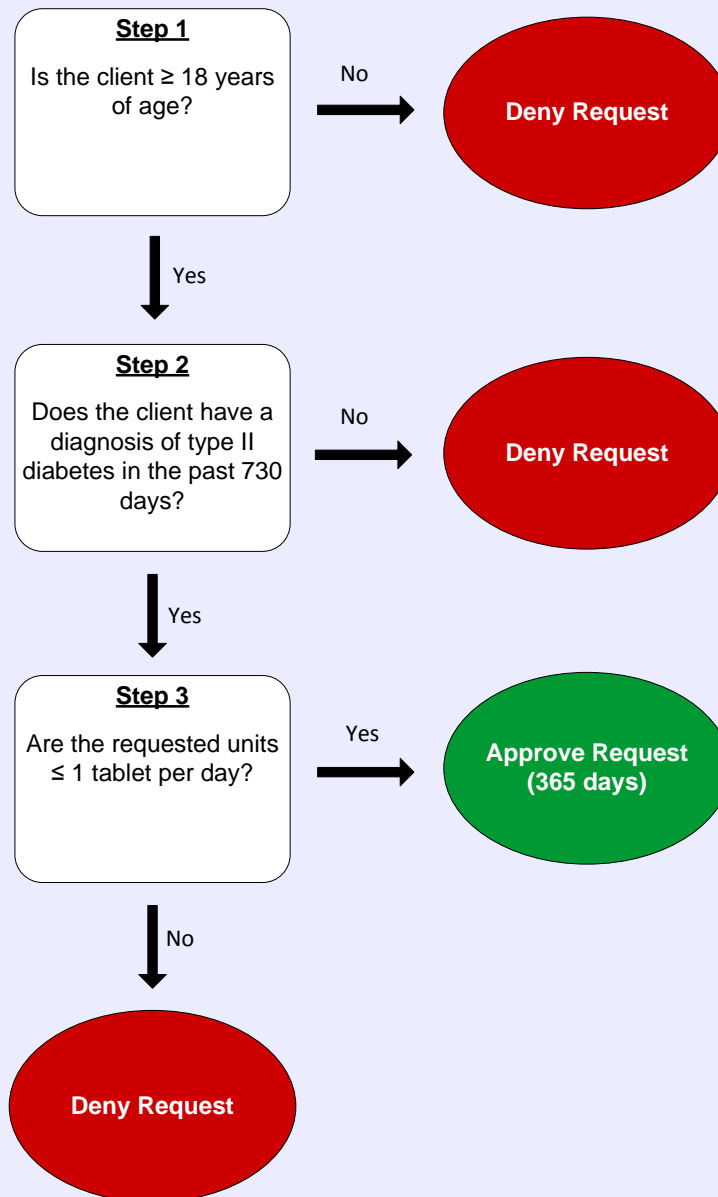 Step 1
Is the client ≥ 18 years
of age?
No
Deny Request
Yes
Step 2
Does the client have a
diagnosis of type II
diabetes in the past 730
days?
No
Deny Request
Yes
Step 3
Are the requested units
≤ 1 tablet per day?
Yes
Approve Request
(365 days)
No
Deny Request